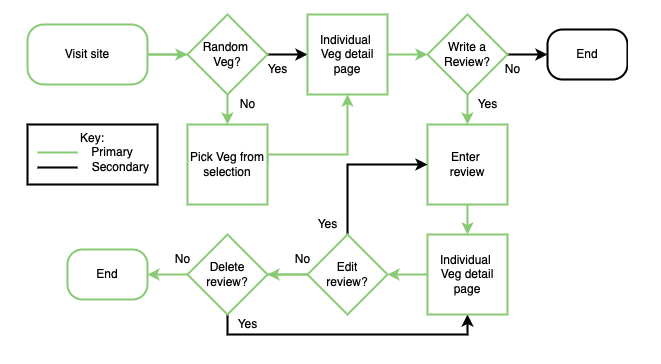 Visit site
Random
Veg?
Yes
Individual
Veg detail
page
Write a
Review?
No
End
No
Yes
Key:
Primary
Secondary
Pick Veg from
selection
Enter
review
Yes
End
No
Delete
review?
No
Edit
review?
Individual
Veg detail
page
Yes